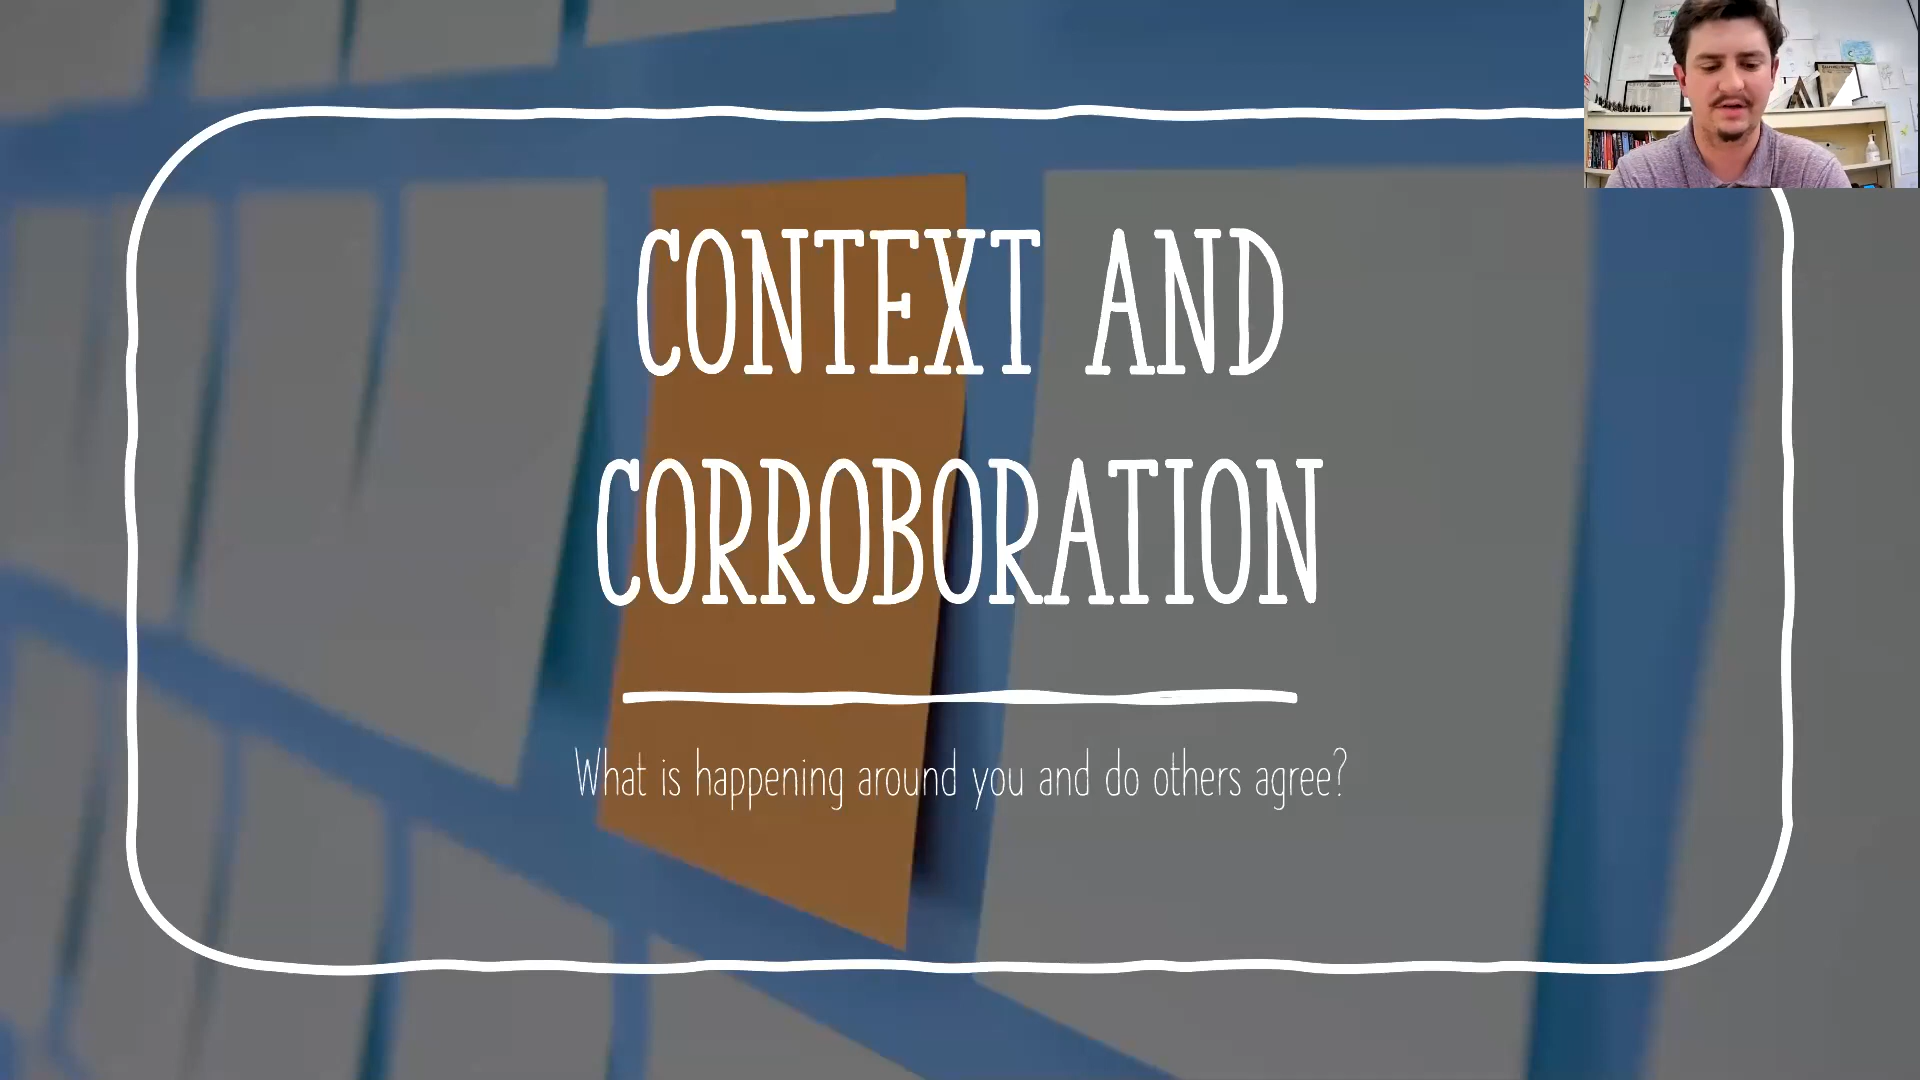 CONTEXT AND
CORROBORATION
What is happening around you and do others agree?